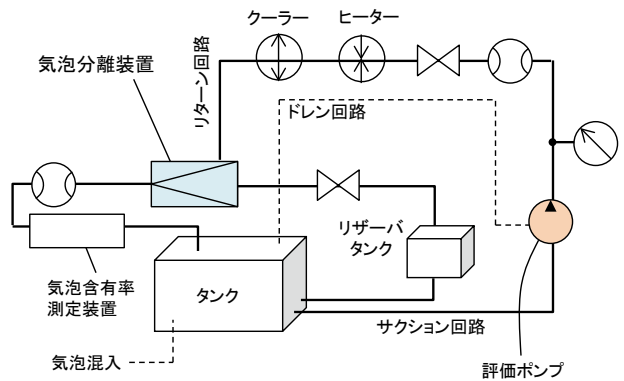 クーラー
ヒーター
気泡分離装置
リターン回路
ドレン回路
リザーバ
タンク
気泡含有率
測定装置
タンク
サクション回路
気泡混入
評価ポンプ